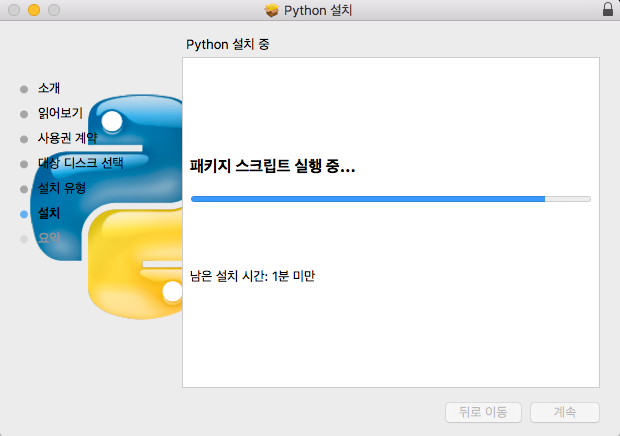 Python 설치
Python 설치 중
소개
읽어보기
사용권 계약
대상 디스크 선택
설치 유형
설치
요약
패키지 스크립트 실행 중...
남은 설치 시간: 1분 미만
뒤로 이동
계속